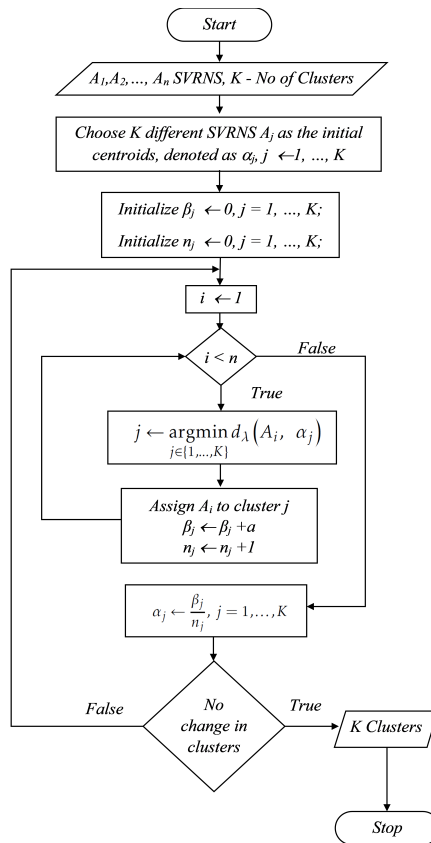 Start
A₁,A₂,..., Aₙ SVRNS, K - No of Clusters
Choose K different SVRNS Aⱼ as the initial
centroids, denoted as αⱼ, j ←1, ..., K
Initialize βⱼ ←0, j = 1, ..., K;
Initialize nⱼ ←0, j = 1, ..., K;
i ←1
i < n
False
True
j ← argmin d_λ(Aᵢ, αⱼ)
j∈{1,...,K}
Assign Aᵢ to cluster j
βⱼ ←βⱼ +a
nⱼ ←nⱼ +1
αⱼ ← βⱼ/nⱼ, j = 1,...,K
False
No
change in
clusters
True
K Clusters
Stop